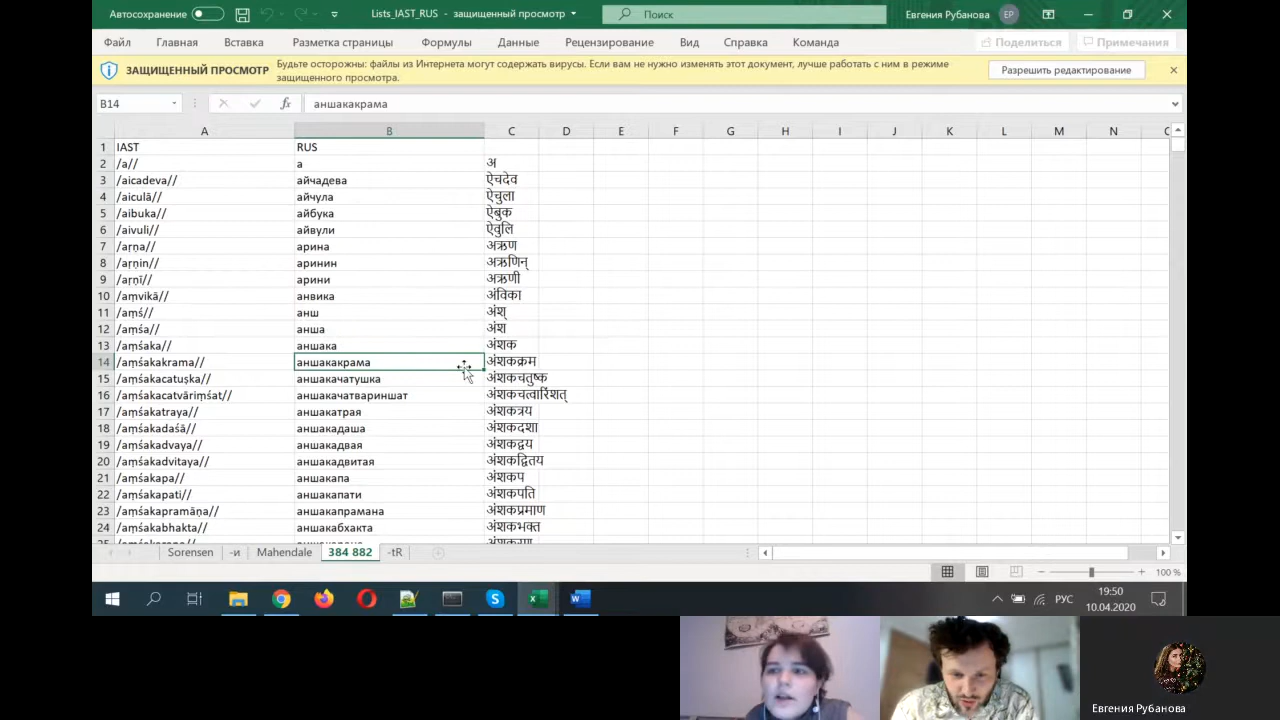 Автосохранение Lists_IAST_RUS - защищенный просмотр Поиск Евгения Рубанова ЕР
Файл Главная Вставка Разметка страницы Формулы Данные Рецензирование Вид Справка Команда Поделиться Примечания
ЗАЩИЩЕННЫЙ ПРОСМОТР Будьте осторожны: файлы из Интернета могут содержать вирусы. Если вам не нужно изменять этот документ, лучше работать с ним в режиме защищенного просмотра. Разрешить редактирование
B14 fx аншакакрама
A B C D E F G H I J K L M N
1 IAST RUS
2 /a// а अ
3 /aicadeva// айчадева ऐचदेव
4 /aiculā// айчула ऐचुला
5 /aibuka// айбука ऐबुक
6 /aivuli// айвули ऐवुलि
7 /aṛṇa// арина अऋण
8 /aṛṇin// аринин अऋणिन्
9 /aṛṇī// арини अऋणी
10 /aṃvikā// анвика अंविका
11 /aṃś// анш अंश्
12 /aṃśa// анша अंश
13 /aṃśaka// аншака अंशक
14 /aṃśakakrama// аншакакрама अंशकक्रम
15 /aṃśakacatuṣka// аншакачатушка अंशकचतुष्क
16 /aṃśakacatvāriṃśat// аншакачатвариншат अंशकचत्वारिंशत्
17 /aṃśakatraya// аншакатрая अंशकत्रय
18 /aṃśakadaśā// аншакадаша अंशकदशा
19 /aṃśakadvaya// аншакадвая अंशकद्वय
20 /aṃśakadvitaya// аншакадвитая अंशकद्वितय
21 /aṃśakapa// аншакапа अंशकप
22 /aṃśakapati// аншакапати अंशकपति
23 /aṃśakapramāṇa// аншакапрамана अंशकप्रमाण
24 /aṃśakabhakta// аншакабхакта अंशकभक्त
Sorensen -и Mahendale 384 882 -tR
100 %
РУС 19:50
10.04.2020
Евгения Рубанова